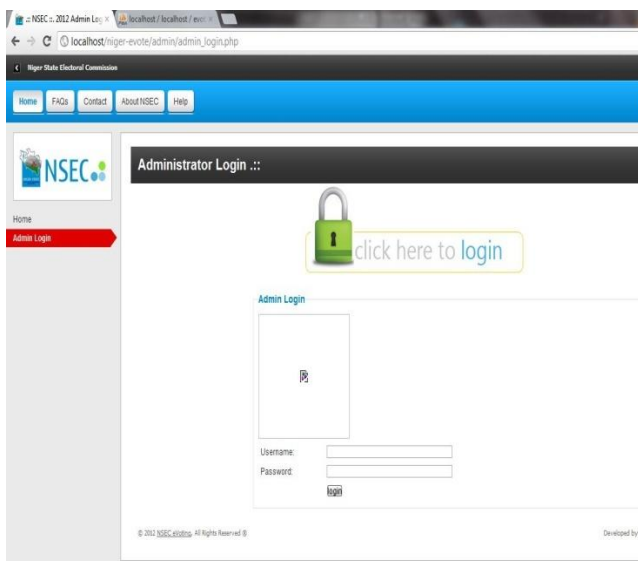 .:: NSEC ::. 2012 Admin Log
localhost / localhost / evot
localhost/niger-evote/admin/admin_login.php
Niger State Electoral Commission
Home FAQs Contact About NSEC Help
NSEC
Administrator Login .::
Home
Admin Login
click here to login
Admin Login
Username:
Password:
login
© 2012 NSEC eVoting. All Rights Reserved ®
Developed by